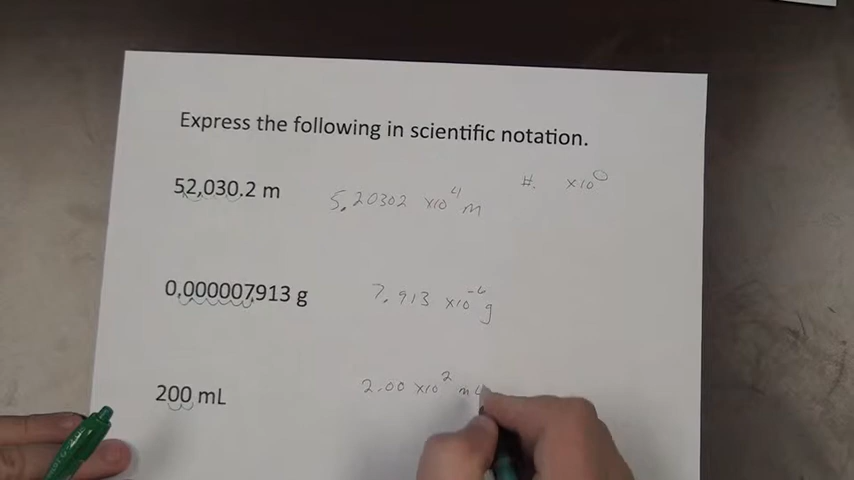 Express the following in scientific notation.
52,030.2 m 5.20302 x10⁴ m #. x10
0.000007913 g 7.913 x10⁻⁶ g
200 mL 2.00 x10² mL